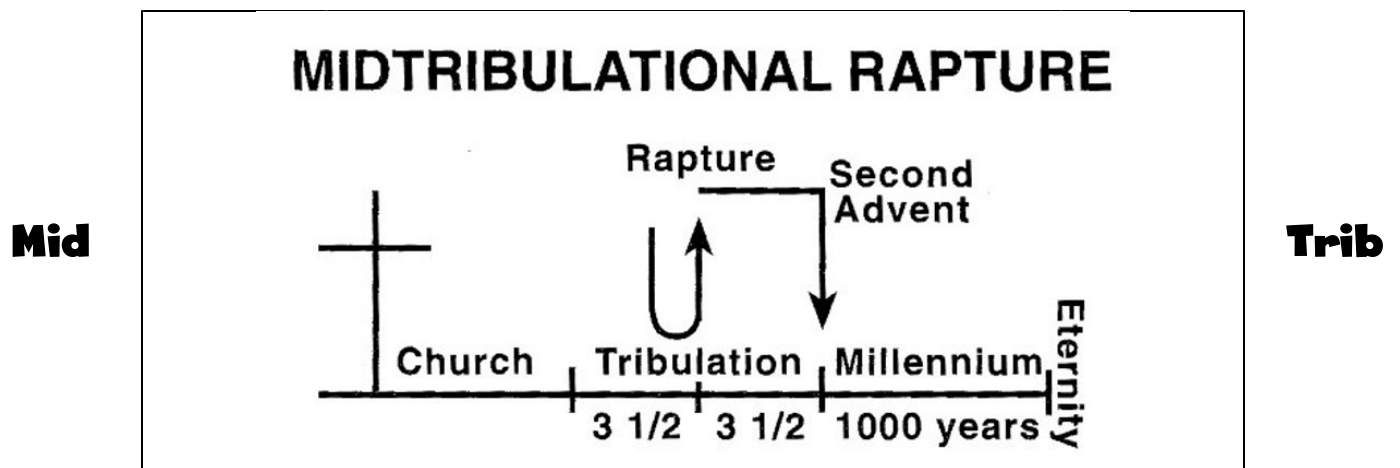 MIDTRIBULATIONAL RAPTURE
Rapture
Second
Advent
Mid
Trib
Church
Tribulation
Millennium
Eternity
3 1/2
3 1/2
1000 years